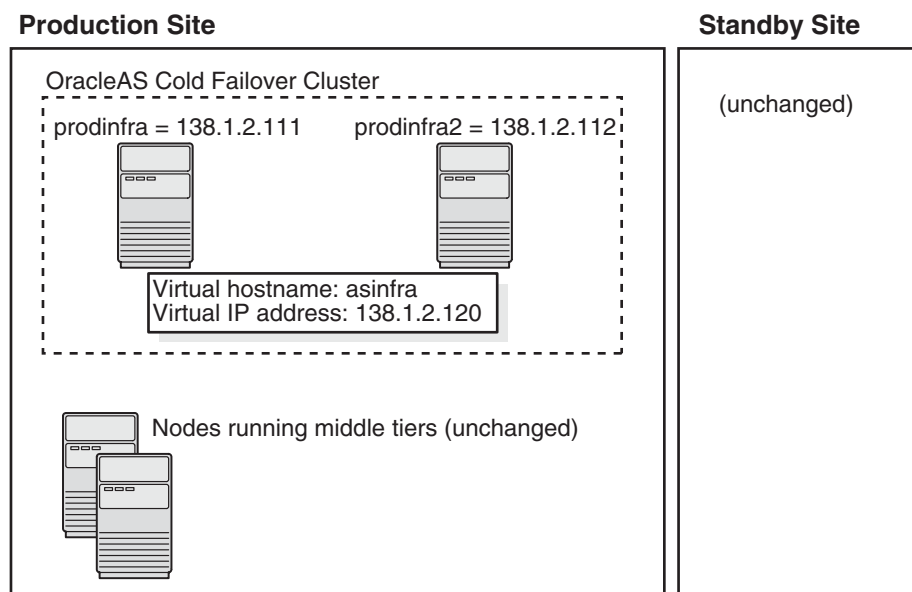 Production Site
Standby Site
OracleAS Cold Failover Cluster
(unchanged)
prodinfra = 138.1.2.111
prodinfra2 = 138.1.2.112
Virtual hostname: asinfra
Virtual IP address: 138.1.2.120
Nodes running middle tiers (unchanged)